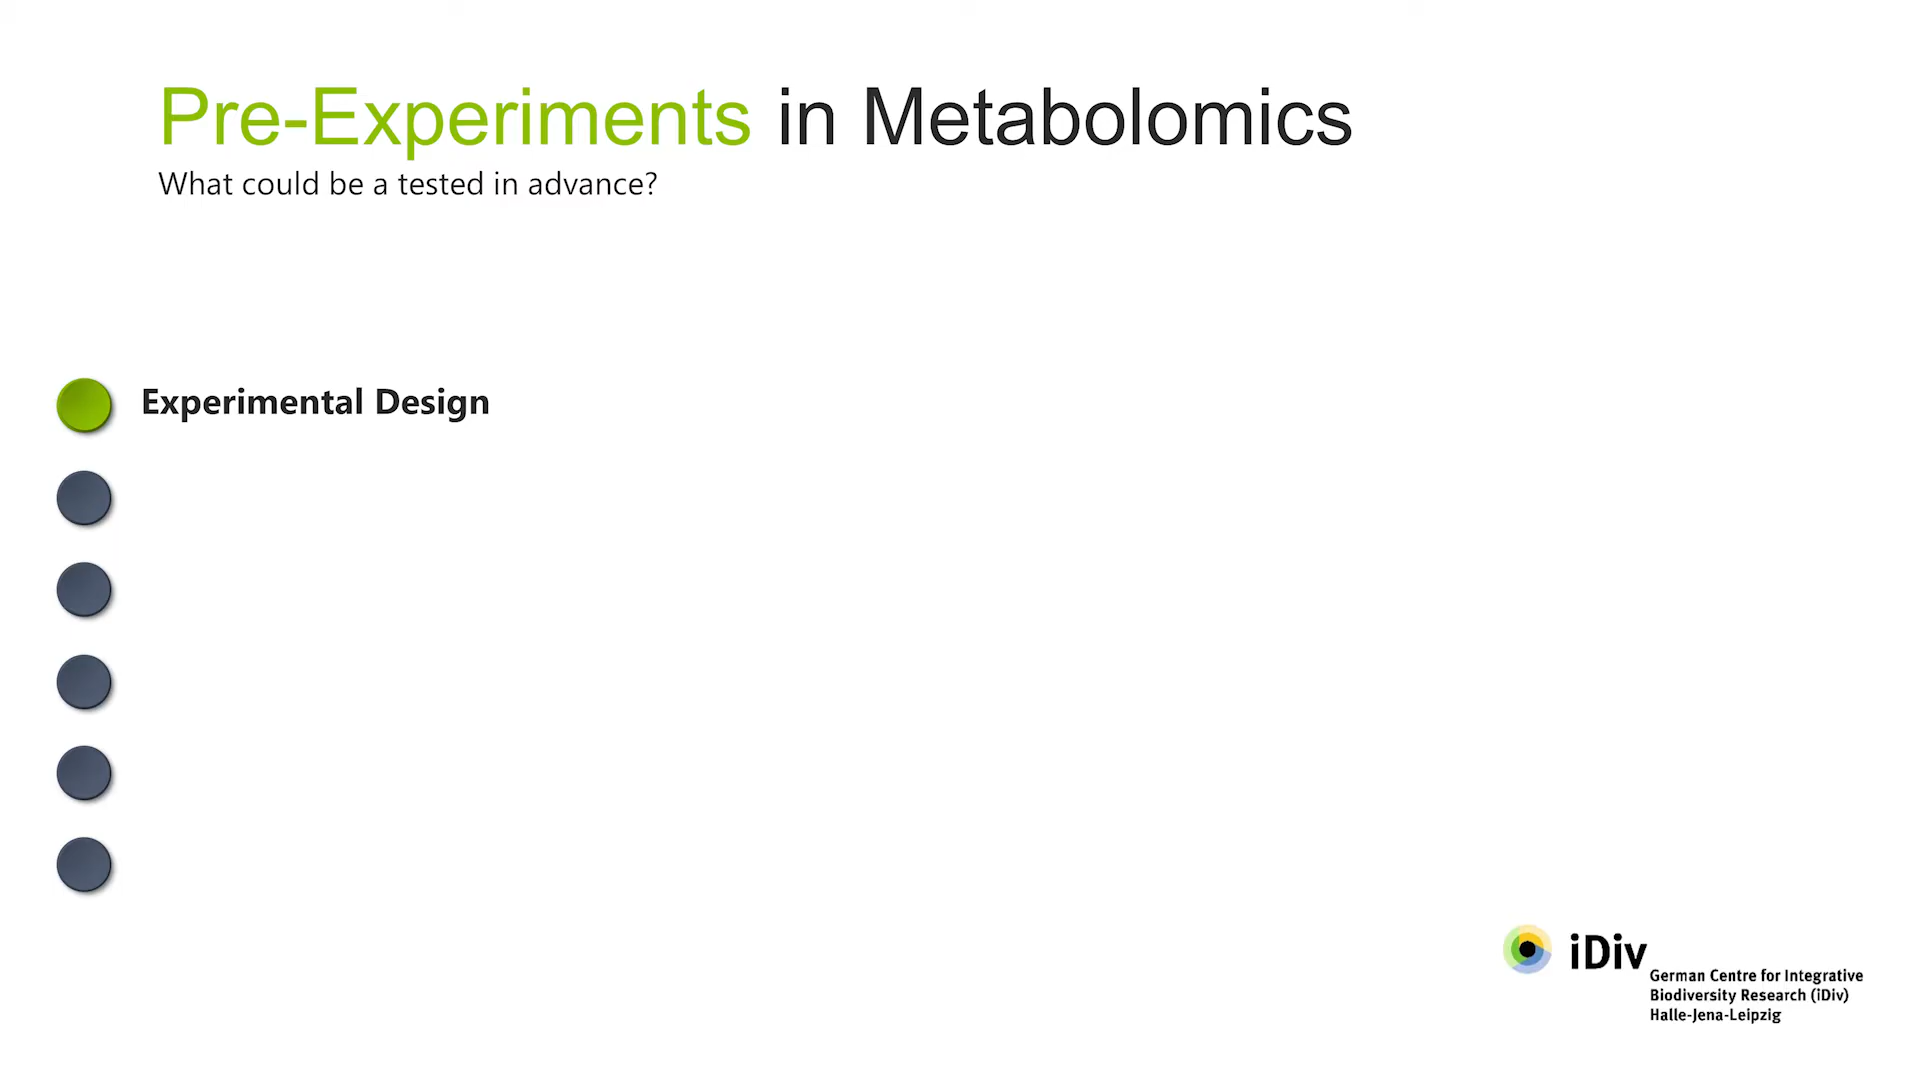 Pre-Experiments in Metabolomics
What could be a tested in advance?
Experimental Design
iDiv
German Centre for Integrative
Biodiversity Research (iDiv)
Halle-Jena-Leipzig